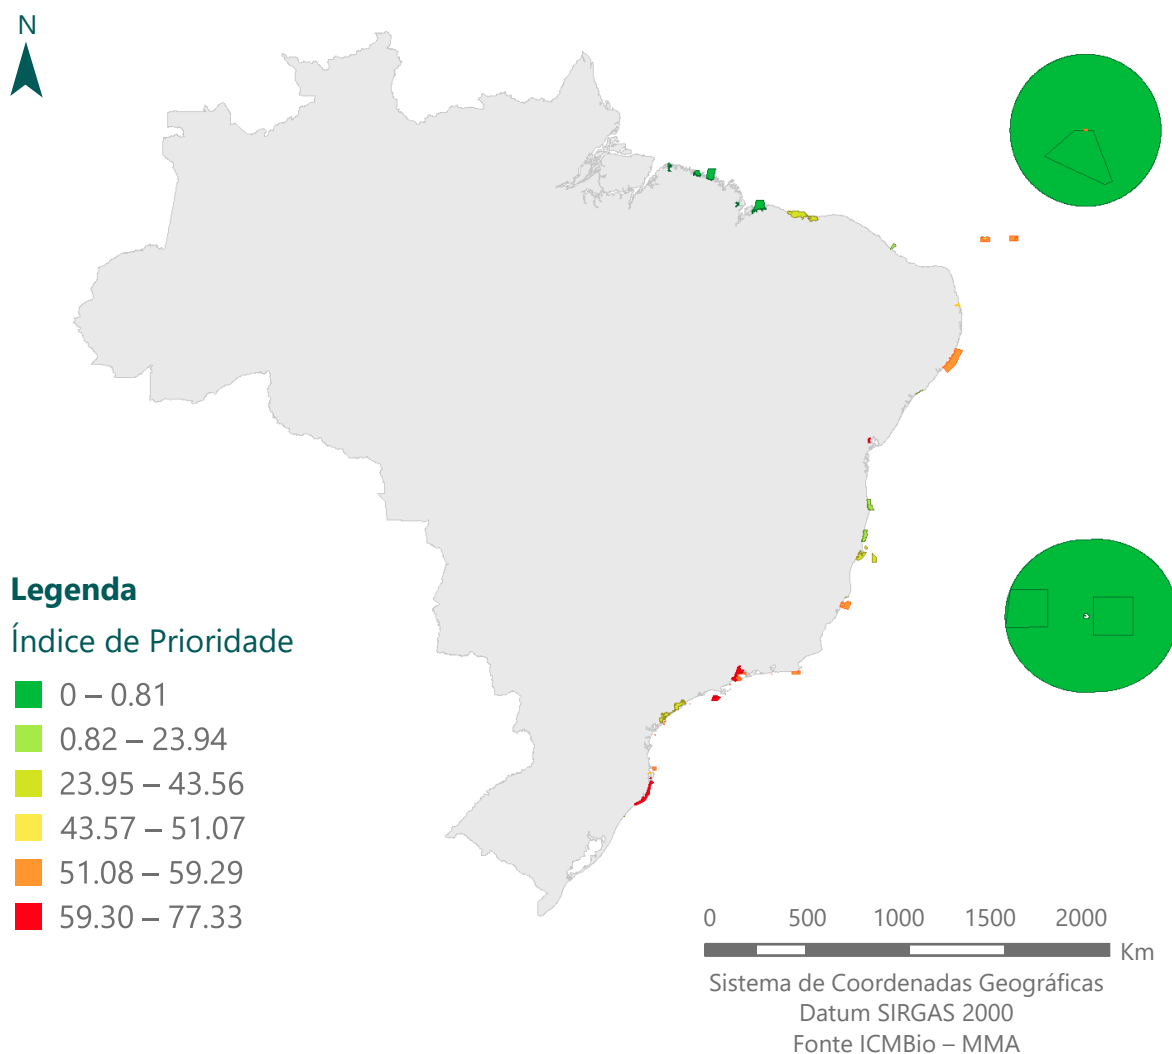 N
Legenda
Índice de Prioridade
0 – 0.81
0.82 – 23.94
23.95 – 43.56
43.57 – 51.07
51.08 – 59.29
59.30 – 77.33
0 500 1000 1500 2000
Km
Sistema de Coordenadas Geográficas
Datum SIRGAS 2000
Fonte ICMBio – MMA